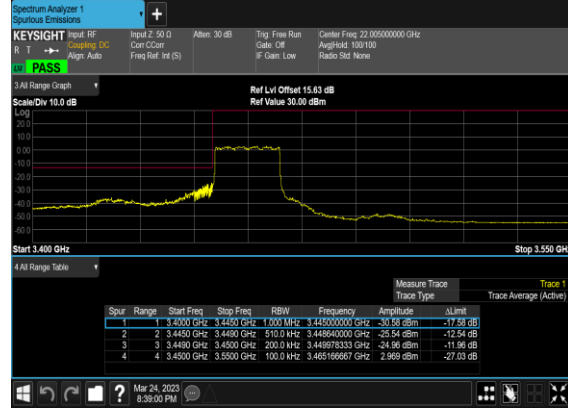 Spectrum Analyzer 1
Spurious Emissions
+
KEYSIGHT Input: RF Input Z: 50 Ω Atten: 30 dB Trig: Free Run Center Freq: 22.005000000 GHz
R T Coupling: DC Corr CCorr Gate: Off Avg|Hold: 100/100
Align: Auto Freq Ref: Int (S) IF Gain: Low Radio Std: None
PASS
3 All Range Graph
Ref Lvl Offset 15.63 dB
Scale/Div 10.0 dB Ref Value 30.00 dBm
Log
20.0
10.0
0.00
-10.0
-20.0
-30.0
-40.0
-50.0
-60.0
Start 3.400 GHz Stop 3.550 GH
4 All Range Table
Measure Trace Trace 1
Trace Type Trace Average (Active)
Spur Range Start Freq Stop Freq RBW Frequency Amplitude ΔLimit
1 1 3.4000 GHz 3.4450 GHz 1.000 MHz 3.445000000 GHz -30.58 dBm -17.58 dB
2 2 3.4450 GHz 3.4490 GHz 510.0 kHz 3.448640000 GHz -25.54 dBm -12.54 dB
3 3 3.4490 GHz 3.4500 GHz 200.0 kHz 3.449978333 GHz -24.96 dBm -11.96 dB
4 4 3.4500 GHz 3.5500 GHz 100.0 kHz 3.465166667 GHz 2.969 dBm -27.03 dB
? Mar 24, 2023
8:39:00 PM